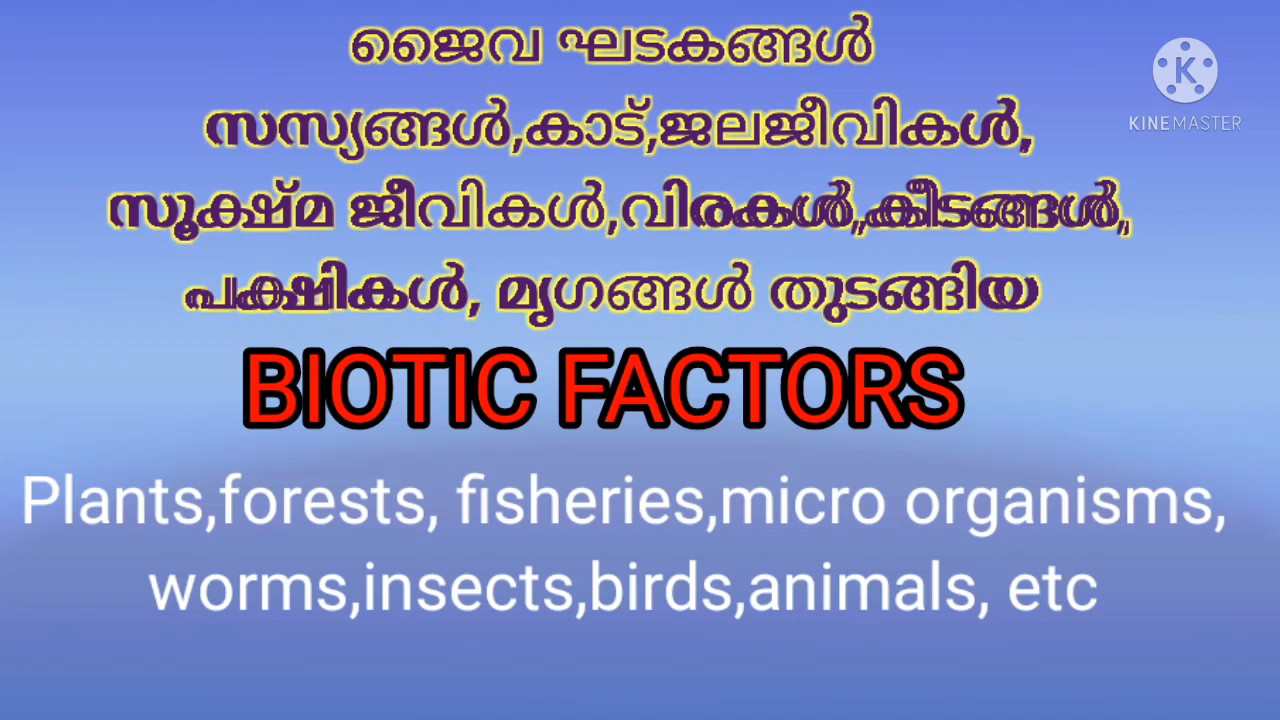 ജൈവ ഘടകങ്ങൾ
K
KINEMASTER
സസ്യങ്ങൾ,കാട്,ജലജീവികൾ,
സൂക്ഷ്മ ജീവികൾ,വിരകൾ,കീടങ്ങൾ,
പക്ഷികൾ, മൃഗങ്ങൾ തുടങ്ങിയ
BIOTIC FACTORS
Plants,forests, fisheries,micro organisms,
worms,insects,birds,animals, etc